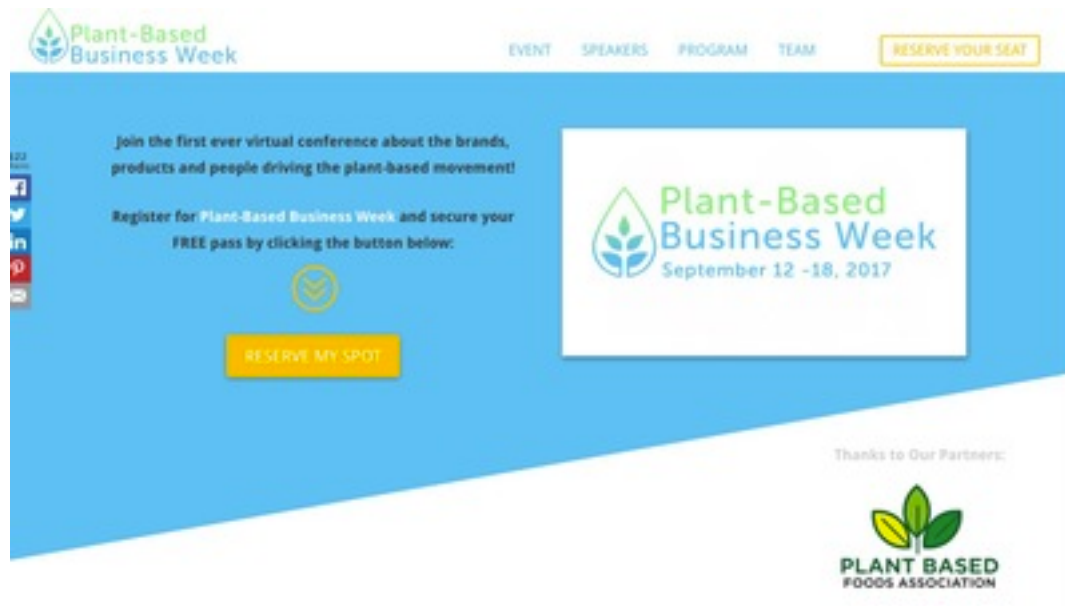 Plant-Based
Business Week
EVENT SPEAKERS PROGRAM TEAM RESERVE YOUR SEAT
Join the first ever virtual conference about the brands,
products and people driving the plant-based movement!
Register for Plant-Based Business Week and secure your
FREE pass by clicking the button below:
RESERVE MY SPOT
Plant-Based
Business Week
September 12 -18, 2017
Thanks to Our Partners:
PLANT BASED
FOODS ASSOCIATION